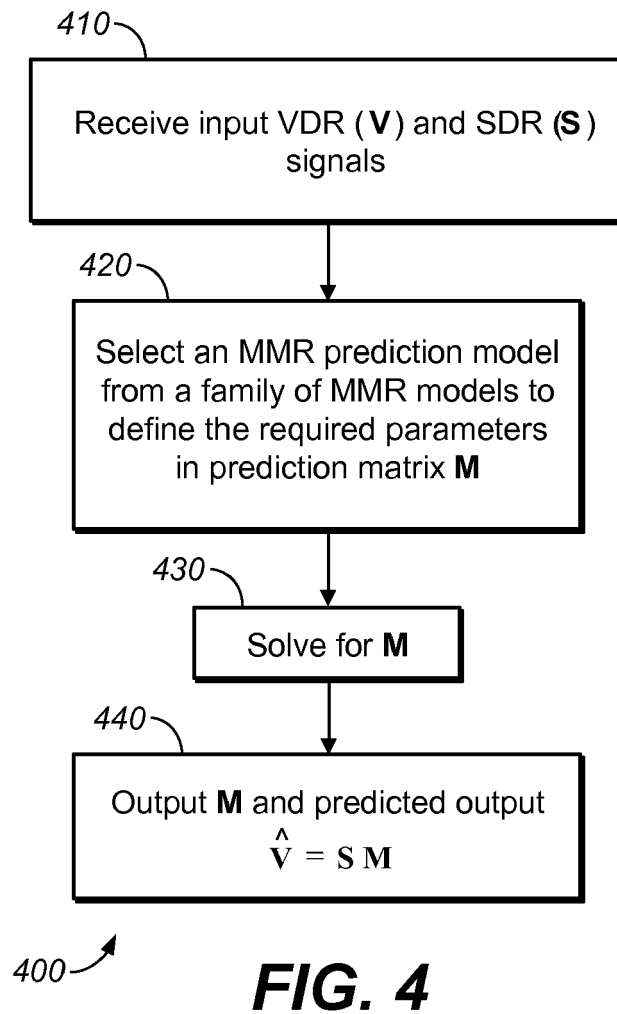 410
Receive input VDR (V) and SDR (S)
signals
420
Select an MMR prediction model
from a family of MMR models to
define the required parameters
in prediction matrix M
430
Solve for M
440
Output M and predicted output
V̂ = S M
400
FIG. 4